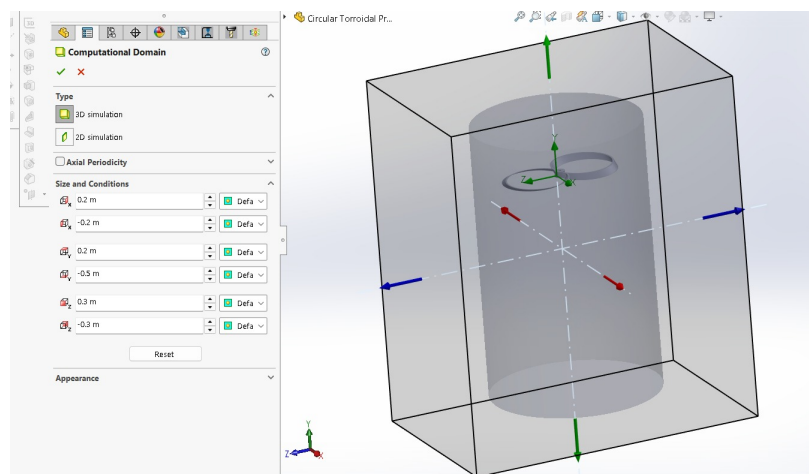 Circular Torroidal Pr...
Computational Domain
Type
3D simulation
2D simulation
Axial Periodicity
Size and Conditions
X 0.2 m Defa
X -0.2 m Defa
Y 0.2 m Defa
Y -0.5 m Defa
Z 0.3 m Defa
Z -0.3 m Defa
Reset
Appearance
Y
Z
Y
Z
X